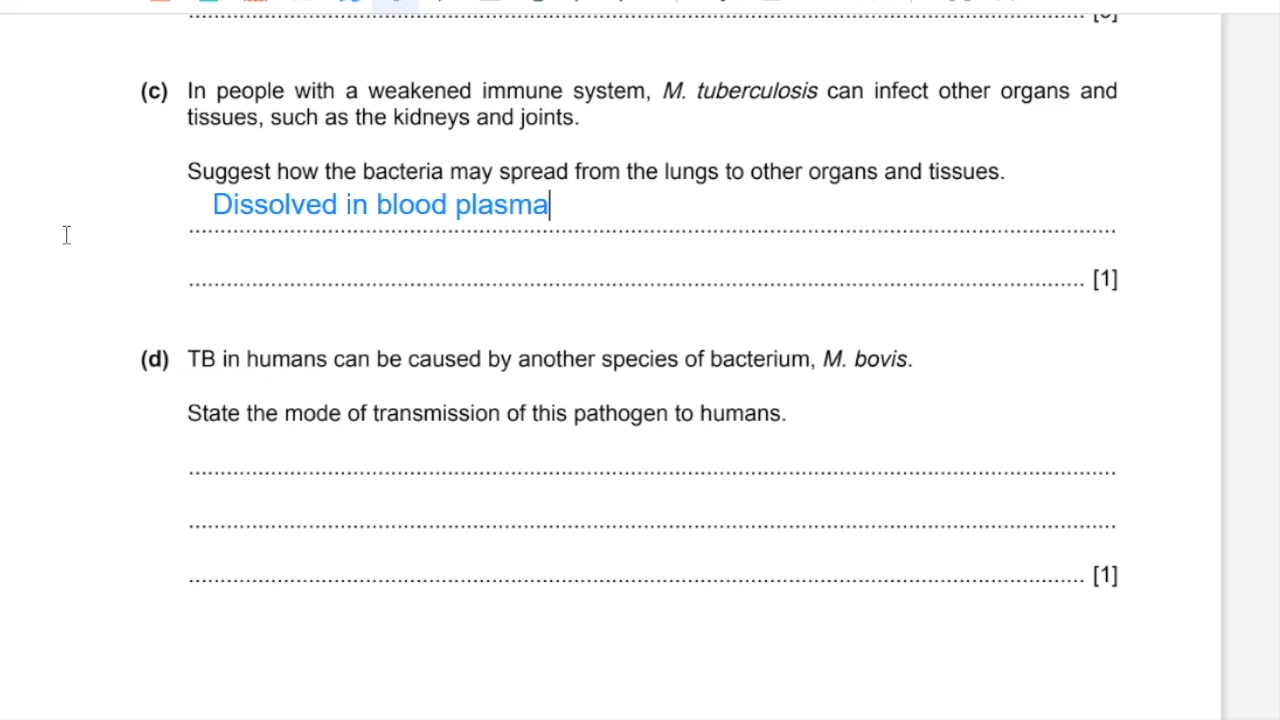 (c) In people with a weakened immune system, M. tuberculosis can infect other organs and
tissues, such as the kidneys and joints.
Suggest how the bacteria may spread from the lungs to other organs and tissues.
Dissolved in blood plasma
[1]
(d) TB in humans can be caused by another species of bacterium, M. bovis.
State the mode of transmission of this pathogen to humans.
[1]